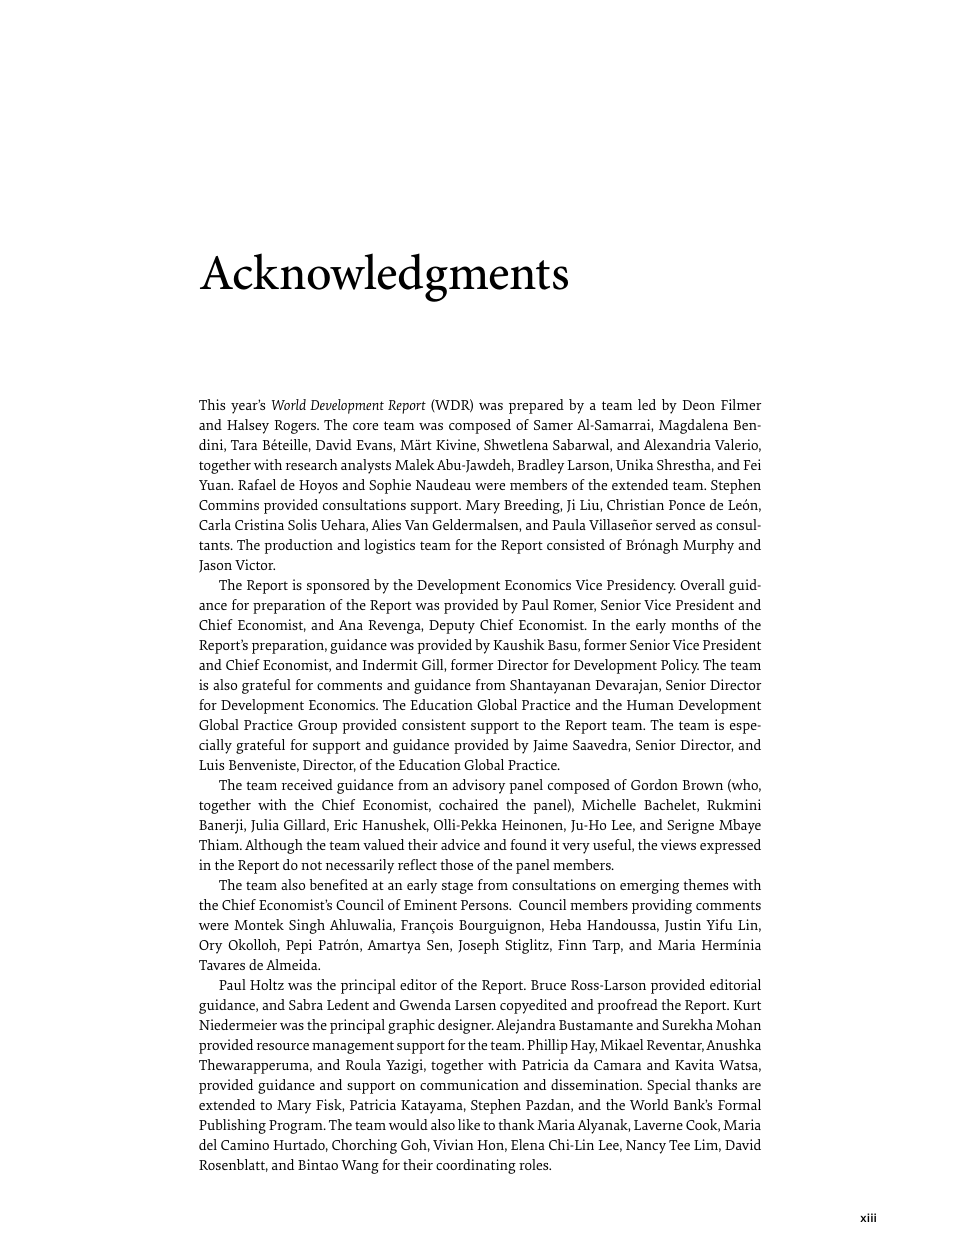 Acknowledgments
This year's World Development Report (WDR) was prepared by a team led by Deon Filmer
and Halsey Rogers. The core team was composed of Samer Al-Samarrai, Magdalena Ben-
dini, Tara Béteille, David Evans, Märt Kivine, Shwetlena Sabarwal, and Alexandria Valerio,
together with research analysts Malek Abu-Jawdeh, Bradley Larson, Unika Shrestha, and Fei
Yuan. Rafael de Hoyos and Sophie Naudeau were members of the extended team. Stephen
Commins provided consultations support. Mary Breeding, Ji Liu, Christian Ponce de León,
Carla Cristina Solis Uehara, Alies Van Geldermalsen, and Paula Villaseñor served as consul-
tants. The production and logistics team for the Report consisted of Brónagh Murphy and
Jason Victor.
The Report is sponsored by the Development Economics Vice Presidency. Overall guid-
ance for preparation of the Report was provided by Paul Romer, Senior Vice President and
Chief Economist, and Ana Revenga, Deputy Chief Economist. In the early months of the
Report's preparation, guidance was provided by Kaushik Basu, former Senior Vice President
and Chief Economist, and Indermit Gill, former Director for Development Policy. The team
is also grateful for comments and guidance from Shantayanan Devarajan, Senior Director
for Development Economics. The Education Global Practice and the Human Development
Global Practice Group provided consistent support to the Report team. The team is espe-
cially grateful for support and guidance provided by Jaime Saavedra, Senior Director, and
Luis Benveniste, Director, of the Education Global Practice.
The team received guidance from an advisory panel composed of Gordon Brown (who,
together with the Chief Economist, cochaired the panel), Michelle Bachelet, Rukmini
Banerji, Julia Gillard, Eric Hanushek, Olli-Pekka Heinonen, Ju-Ho Lee, and Serigne Mbaye
Thiam. Although the team valued their advice and found it very useful, the views expressed
in the Report do not necessarily reflect those of the panel members.
The team also benefited at an early stage from consultations on emerging themes with
the Chief Economist's Council of Eminent Persons.  Council members providing comments
were Montek Singh Ahluwalia, François Bourguignon, Heba Handoussa, Justin Yifu Lin,
Ory Okolloh, Pepi Patrón, Amartya Sen, Joseph Stiglitz, Finn Tarp, and Maria Hermínia
Tavares de Almeida.
Paul Holtz was the principal editor of the Report. Bruce Ross-Larson provided editorial
guidance, and Sabra Ledent and Gwenda Larsen copyedited and proofread the Report. Kurt
Niedermeier was the principal graphic designer. Alejandra Bustamante and Surekha Mohan
provided resource management support for the team. Phillip Hay, Mikael Reventar, Anushka
Thewarapperuma, and Roula Yazigi, together with Patricia da Camara and Kavita Watsa,
provided guidance and support on communication and dissemination. Special thanks are
extended to Mary Fisk, Patricia Katayama, Stephen Pazdan, and the World Bank's Formal
Publishing Program. The team would also like to thank Maria Alyanak, Laverne Cook, Maria
del Camino Hurtado, Chorching Goh, Vivian Hon, Elena Chi-Lin Lee, Nancy Tee Lim, David
Rosenblatt, and Bintao Wang for their coordinating roles.
xiii